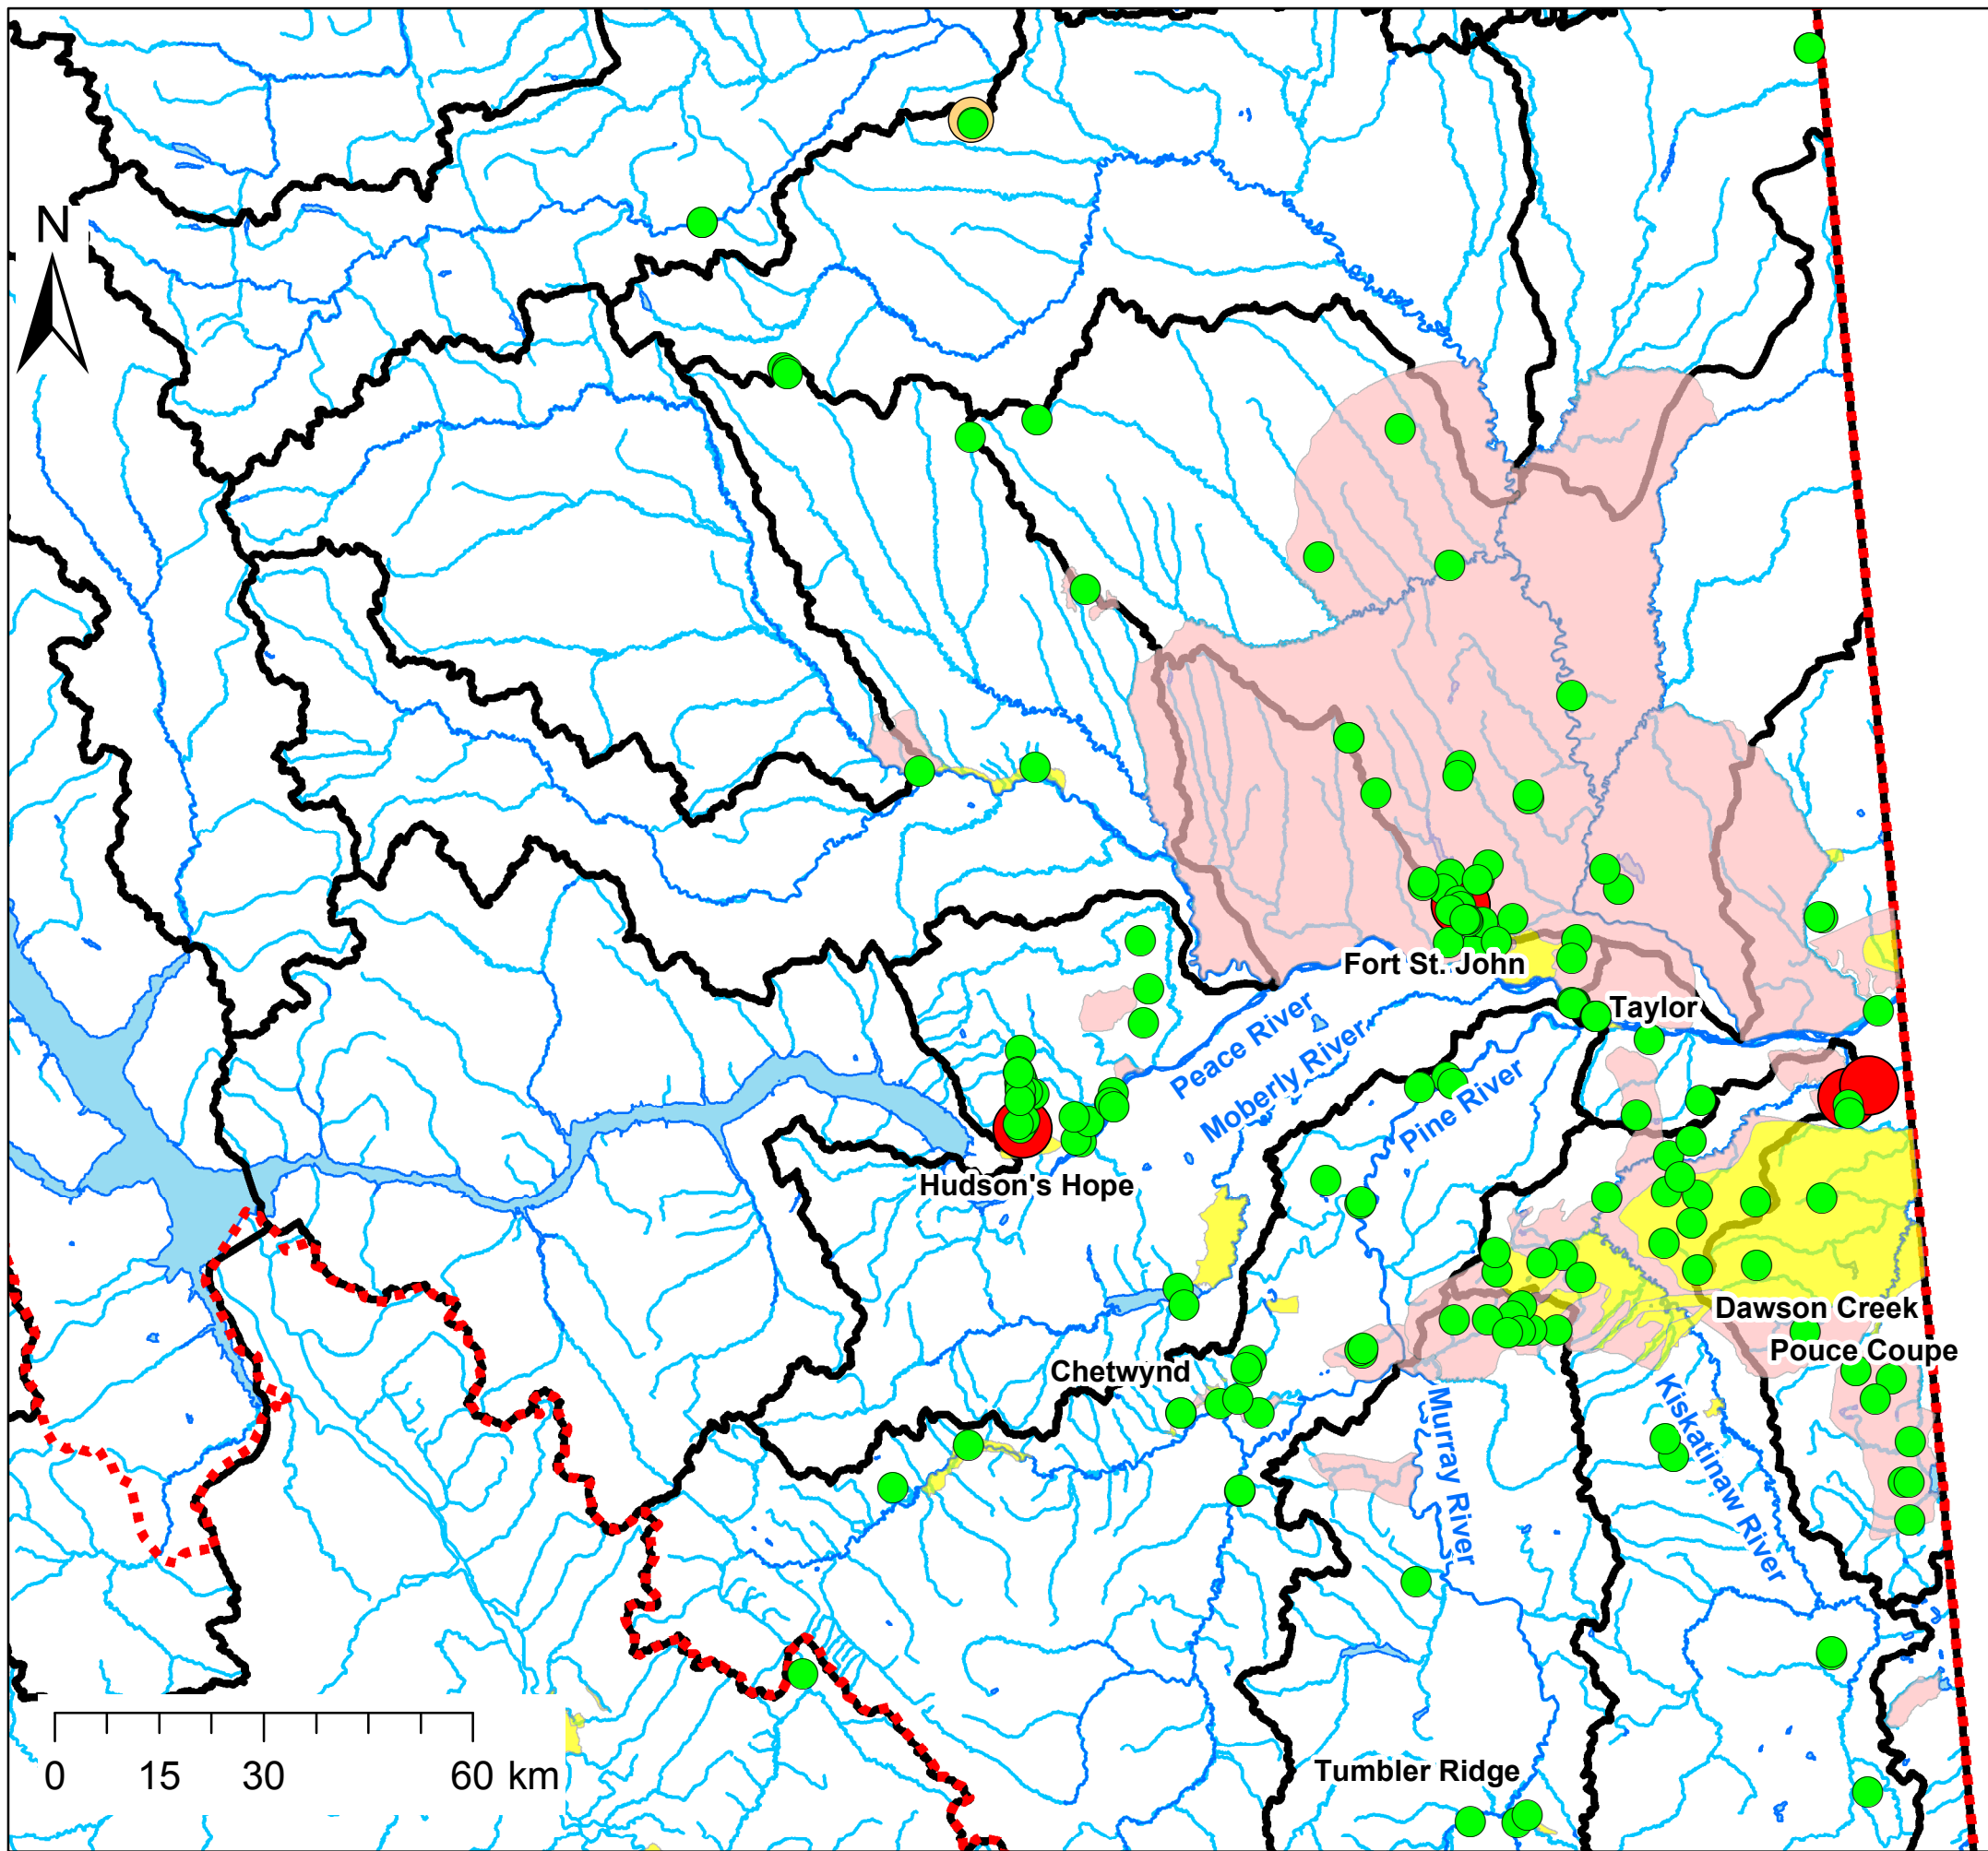 N
Fort St. John
Taylor
Peace River
Moberly River
Pine River
Hudson's Hope
Dawson Creek
Pouce Coupe
Chetwynd
Murray River
Kiskatinaw River
Tumbler Ridge
0 15 30 60 km